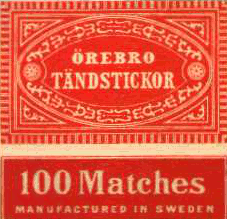 ÖREBRO
TÄNDSTICKOR
100 Matches
MANUFACTURED IN SWEDEN